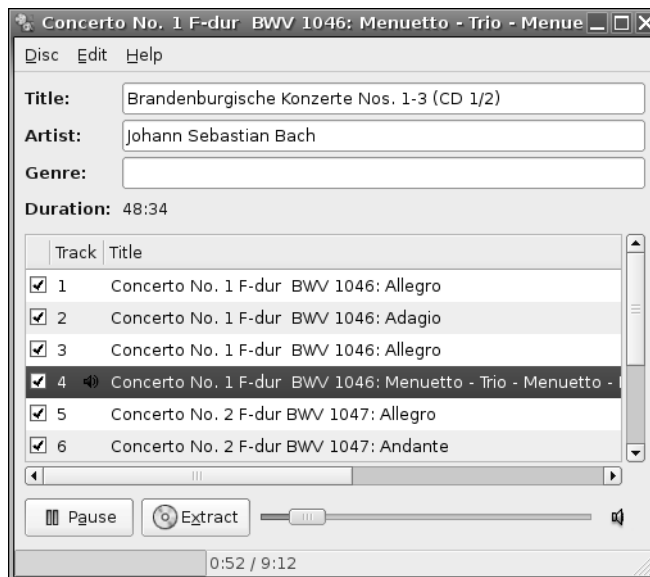 Concerto No. 1 F-dur  BWV 1046: Menuetto - Trio - Menue
Disc Edit Help
Title: Brandenburgische Konzerte Nos. 1-3 (CD 1/2)
Artist: Johann Sebastian Bach
Genre:
Duration: 48:34
Track Title
1 Concerto No. 1 F-dur  BWV 1046: Allegro
2 Concerto No. 1 F-dur  BWV 1046: Adagio
3 Concerto No. 1 F-dur  BWV 1046: Allegro
4 Concerto No. 1 F-dur  BWV 1046: Menuetto - Trio - Menuetto -
5 Concerto No. 2 F-dur BWV 1047: Allegro
6 Concerto No. 2 F-dur BWV 1047: Andante
Pause Extract
0:52 / 9:12